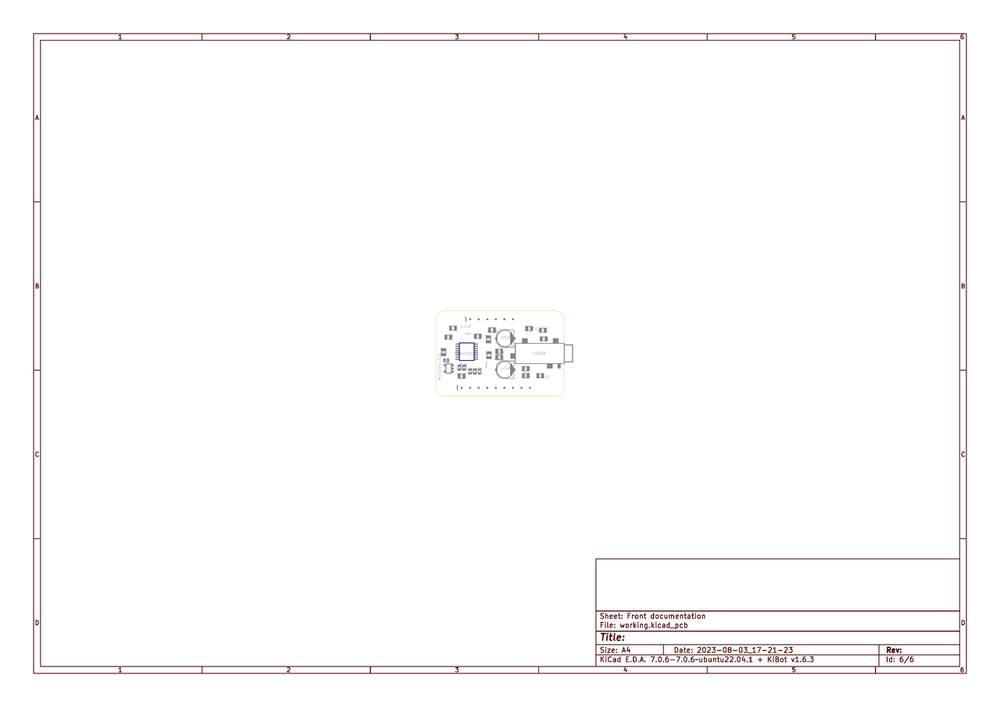 1 2 3 4 5 6
A A
B B
C C
D D
Sheet: Front documentation
File: working.kicad_pcb
Title:
Size: A4 Date: 2023-08-03_17-21-23 Rev:
KiCad E.D.A. 7.0.6-7.0.6-ubuntu22.04.1 + KiBot v1.6.3 Id: 6/6
1 2 3 4 5 6